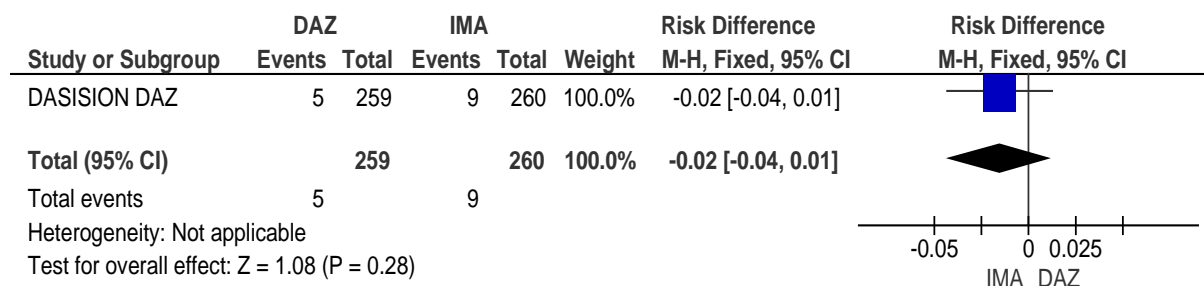 DAZ IMA Risk Difference Risk Difference
Study or Subgroup Events Total Events Total Weight M-H, Fixed, 95% CI M-H, Fixed, 95% CI
DASISION DAZ 5 259 9 260 100.0% -0.02 [-0.04, 0.01]
Total (95% CI) 259 260 100.0% -0.02 [-0.04, 0.01]
Total events 5 9
Heterogeneity: Not applicable
Test for overall effect: Z = 1.08 (P = 0.28)
-0.05 0 0.025
IMA DAZ